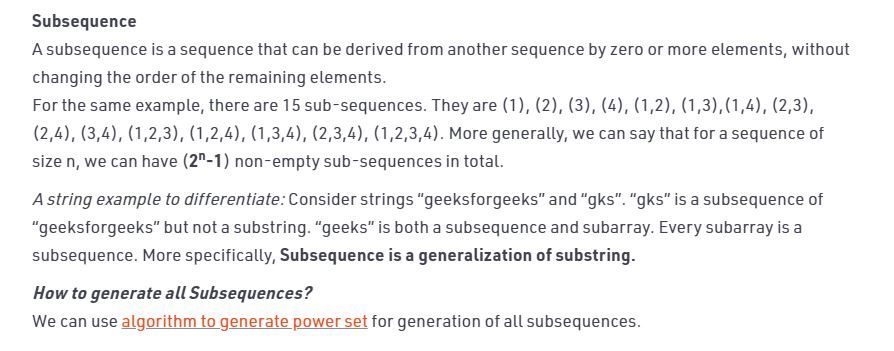 Subsequence
A subsequence is a sequence that can be derived from another sequence by zero or more elements, without
changing the order of the remaining elements.
For the same example, there are 15 sub-sequences. They are (1), (2), (3), (4), (1,2), (1,3),(1,4), (2,3),
(2,4), (3,4), (1,2,3), (1,2,4), (1,3,4), (2,3,4), (1,2,3,4). More generally, we can say that for a sequence of
size n, we can have (2ⁿ-1) non-empty sub-sequences in total.
A string example to differentiate: Consider strings “geeksforgeeks” and “gks”. “gks” is a subsequence of
“geeksforgeeks” but not a substring. “geeks” is both a subsequence and subarray. Every subarray is a
subsequence. More specifically, Subsequence is a generalization of substring.
How to generate all Subsequences?
We can use algorithm to generate power set for generation of all subsequences.